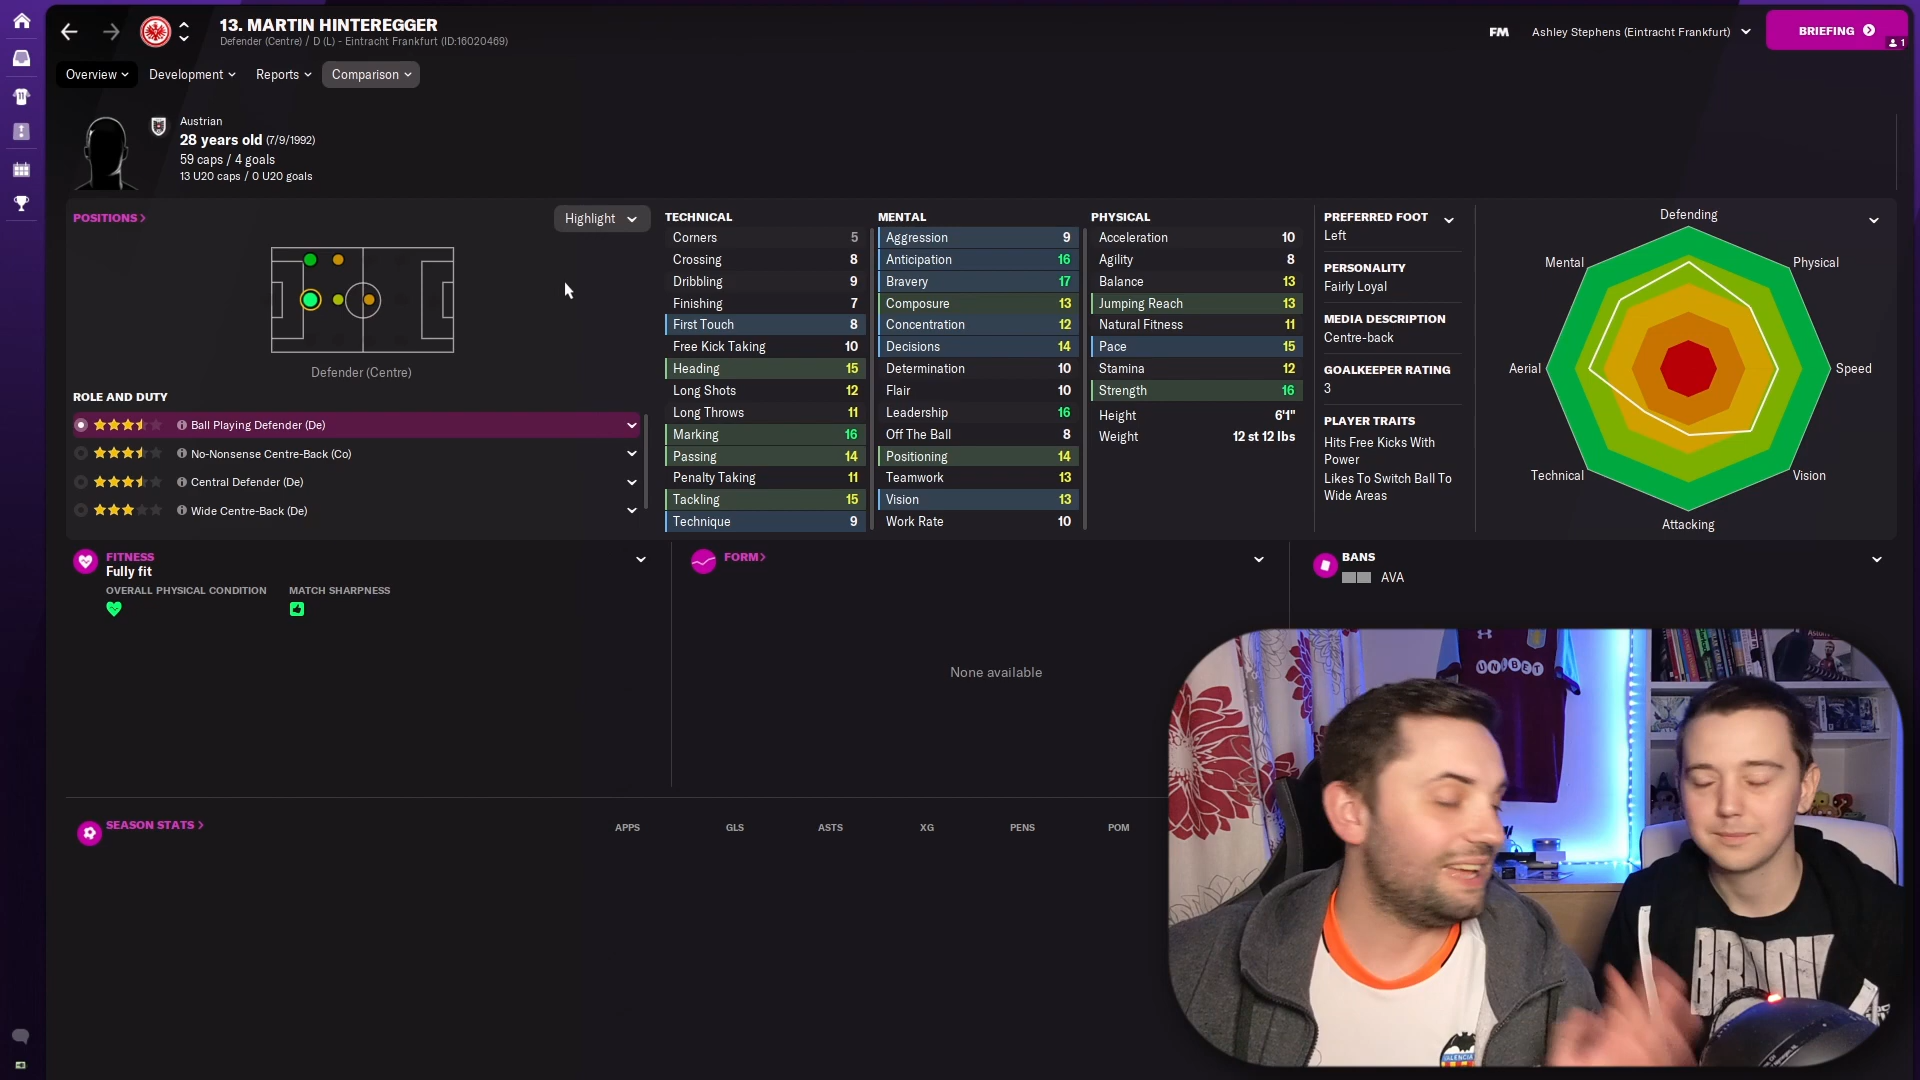 13. MARTIN HINTEREGGER
Defender (Centre) / D (L) - Eintracht Frankfurt (ID:16020469)
FM
Ashley Stephens (Eintracht Frankfurt)
BRIEFING
1
Overview
Development
Reports
Comparison
Austrian
28 years old (7/9/1992)
59 caps / 4 goals
13 U20 caps / 0 U20 goals
POSITIONS
Highlight
Defender (Centre)
ROLE AND DUTY
Ball Playing Defender (De)
No-Nonsense Centre-Back (Co)
Central Defender (De)
Wide Centre-Back (De)
TECHNICAL
Corners 5
Crossing 8
Dribbling 9
Finishing 7
First Touch 8
Free Kick Taking 10
Heading 15
Long Shots 12
Long Throws 11
Marking 16
Passing 14
Penalty Taking 11
Tackling 15
Technique 9
MENTAL
Aggression 9
Anticipation 16
Bravery 17
Composure 13
Concentration 12
Decisions 14
Determination 10
Flair 10
Leadership 16
Off The Ball 8
Positioning 14
Teamwork 13
Vision 13
Work Rate 10
PHYSICAL
Acceleration 10
Agility 8
Balance 13
Jumping Reach 13
Natural Fitness 11
Pace 15
Stamina 12
Strength 16
Height 6'1"
Weight 12 st 12 lbs
PREFERRED FOOT
Left
PERSONALITY
Fairly Loyal
MEDIA DESCRIPTION
Centre-back
GOALKEEPER RATING
3
PLAYER TRAITS
Hits Free Kicks With
Power
Likes To Switch Ball To
Wide Areas
Defending
Mental
Physical
Aerial
Speed
Technical
Vision
Attacking
FITNESS
Fully fit
OVERALL PHYSICAL CONDITION
MATCH SHARPNESS
FORM
None available
BANS
AVA
SEASON STATS
APPS
GLS
ASTS
XG
PENS
POM
UNIBET
VALENCIA